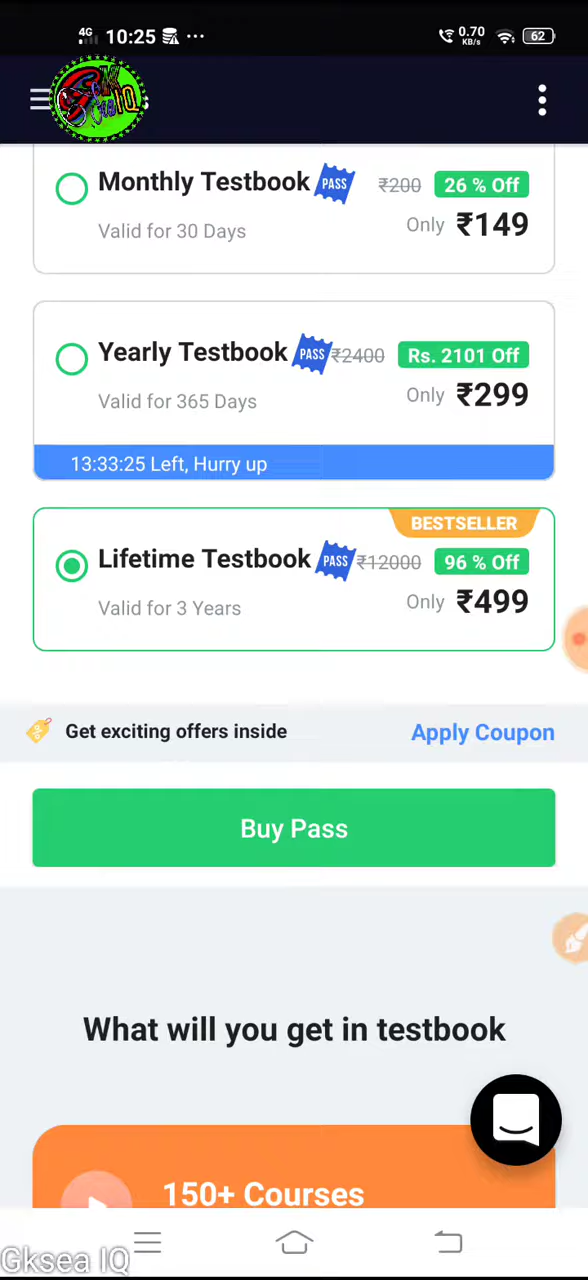 4G 10:25 ... 0.70 KB/s 62
IQ
Monthly Testbook PASS ₹200 26 % Off
Valid for 30 Days Only ₹149
Yearly Testbook PASS ₹2400 Rs. 2101 Off
Valid for 365 Days Only ₹299
13:33:25 Left, Hurry up
BESTSELLER
Lifetime Testbook PASS ₹12000 96 % Off
Valid for 3 Years Only ₹499
Get exciting offers inside Apply Coupon
Buy Pass
What will you get in testbook
150+ Courses
Gksea IQ